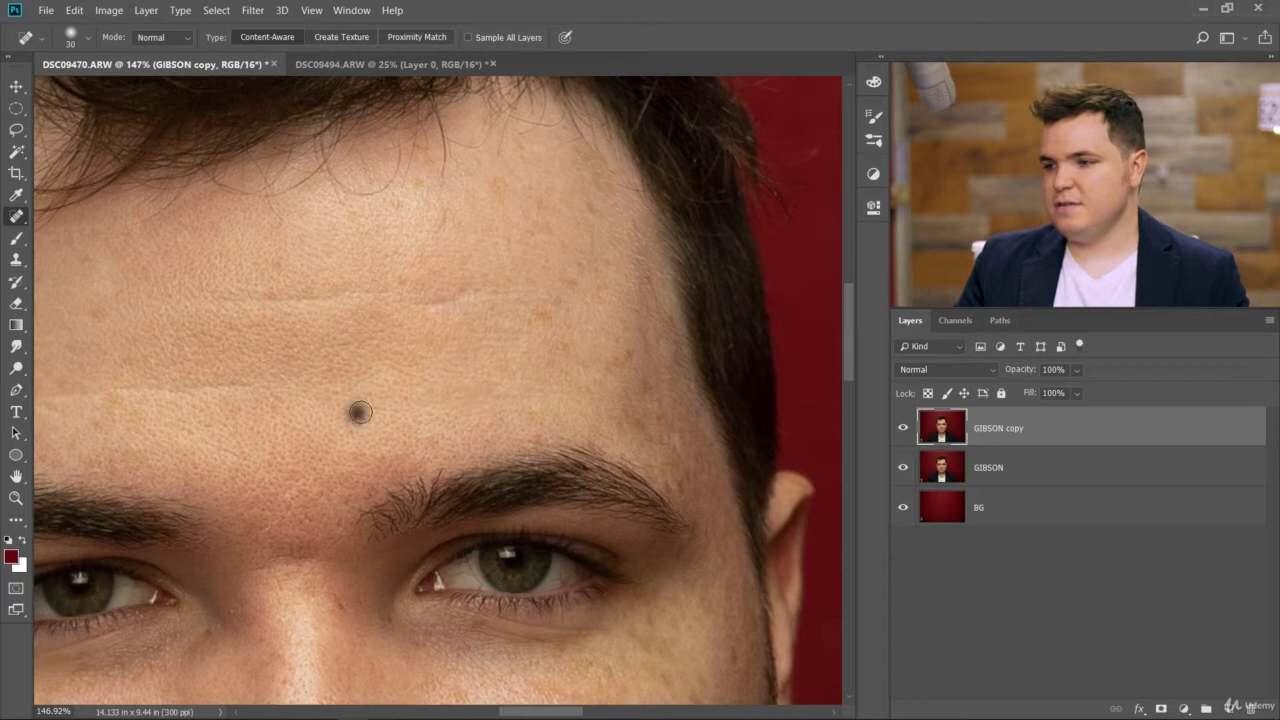 Ps File Edit Image Layer Type Select Filter 3D View Window Help
30 Mode: Normal Type: Content-Aware Create Texture Proximity Match Sample All Layers
DSC09470.ARW @ 147% (GIBSON copy, RGB/16*) * × DSC09494.ARW @ 25% (Layer 0, RGB/16*) * ×
Layers Channels Paths
Kind
Normal Opacity: 100%
Lock: Fill: 100%
GIBSON copy
GIBSON
BG
146.92% 14.133 in x 9.44 in (300 ppi)
fx Udemy